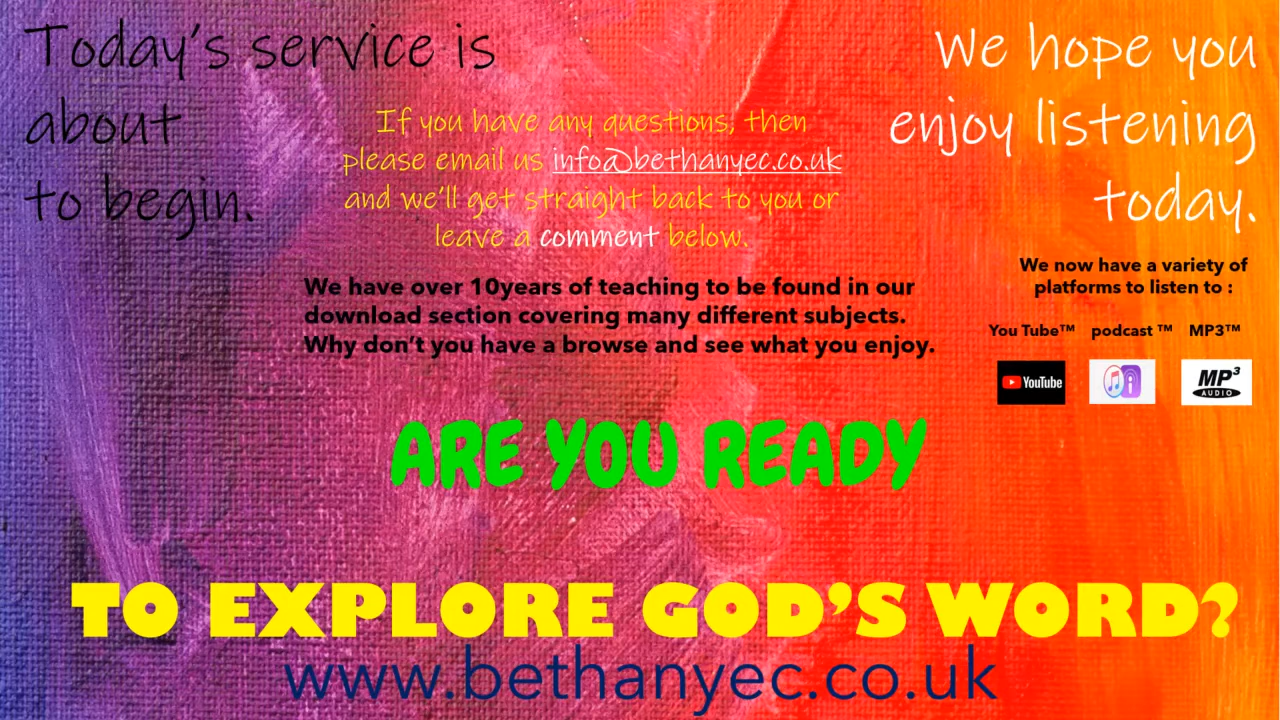 Today's service is
about
to begin.
If you have any questions, then
please email us info@bethanyec.co.uk
and we'll get straight back to you or
leave a comment below.
We hope you
enjoy listening
today.
We have over 10years of teaching to be found in our
download section covering many different subjects.
Why don't you have a browse and see what you enjoy.
We now have a variety of
platforms to listen to :
You Tube™ podcast ™ MP3™
YouTube
MP3
AUDIO
ARE YOU READY
TO EXPLORE GOD'S WORD?
www.bethanyec.co.uk